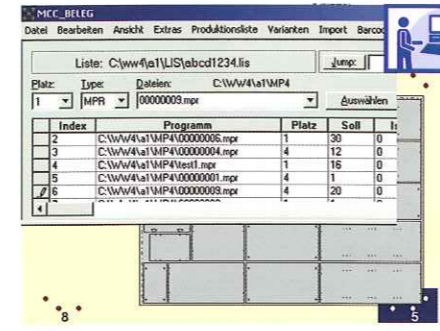 MCC_BELEG
Datei Bearbeiten Ansicht Extras Produktionsliste Varianten Import Barco
Liste: C:\ww4\a1\LIS\abcd1234.lis Jump:
Platz: Type: Dateien: C:\WW4\a1\MP4
1 MPR 00000009.mpr Auswählen
Index Programm Platz Soll
2 C:\WW4\a1\MP4\00000006.mpr 1 30 0
3 C:\WW4\a1\MP4\00000004.mpr 4 12 0
4 C:\WW4\a1\MP4\test1.mpr 1 16 0
5 C:\WW4\a1\MP4\00000001.mpr 4 1 0
6 C:\WW4\a1\MP4\00000009.mpr 4 20 0
8
5